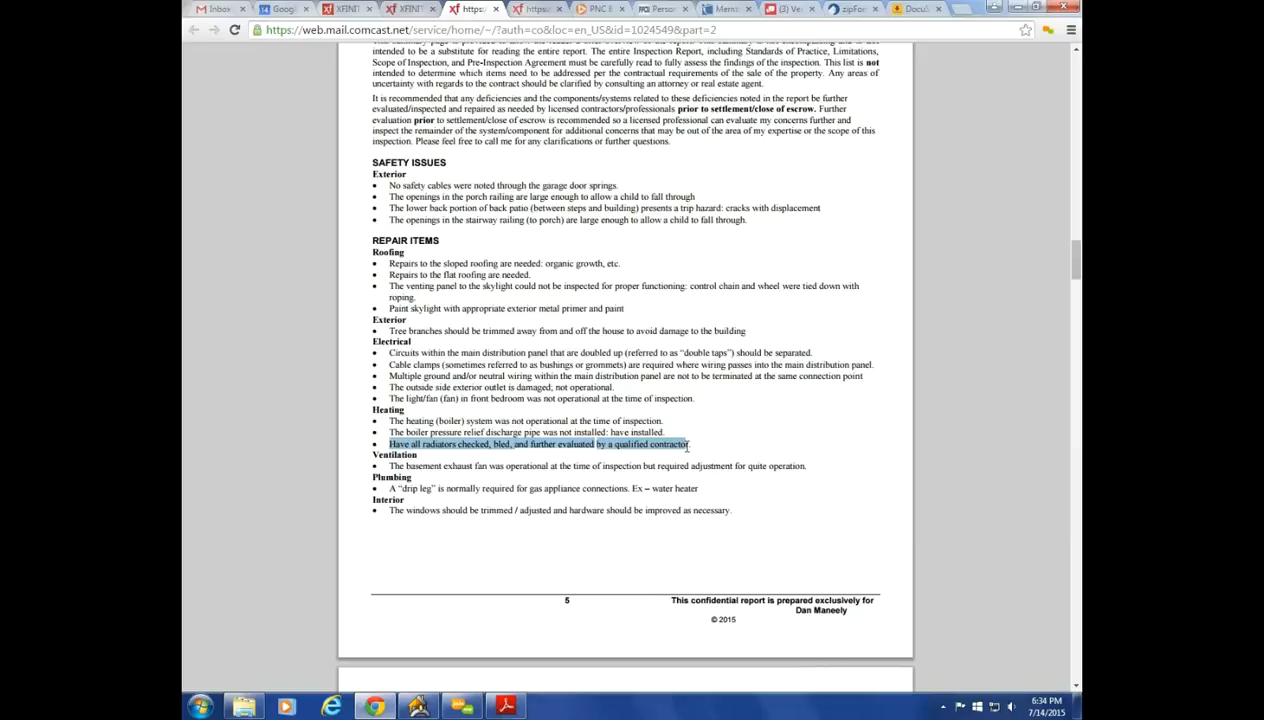 Inbox
Googl
XFINIT
XFINIT
https:/
https:/
PNC B
Person
Mem
(3) Ve
zipFor
DocuS
https://web.mail.comcast.net/service/home/~/?auth=co&loc=en_US&id=1024549&part=2
intended to be a substitute for reading the entire report. The entire Inspection Report, including Standards of Practice, Limitations,
Scope of Inspection, and Pre-Inspection Agreement must be carefully read to fully assess the findings of the inspection. This list is not
intended to determine which items need to be addressed per the contractual requirements of the sale of the property. Any areas of
uncertainty with regards to the contract should be clarified by consulting an attorney or real estate agent.
It is recommended that any deficiencies and the components/systems related to these deficiencies noted in the report be further
evaluated/inspected and repaired as needed by licensed contractors/professionals prior to settlement/close of escrow. Further
evaluation prior to settlement/close of escrow is recommended so a licensed professional can evaluate my concerns further and
inspect the remainder of the system/component for additional concerns that may be out of the area of my expertise or the scope of this
inspection. Please feel free to call me for any clarifications or further questions.
SAFETY ISSUES
Exterior
• No safety cables were noted through the garage door springs.
• The openings in the porch railing are large enough to allow a child to fall through
• The lower back portion of back patio (between steps and building) presents a trip hazard: cracks with displacement
• The openings in the stairway railing (to porch) are large enough to allow a child to fall through.
REPAIR ITEMS
Roofing
• Repairs to the sloped roofing are needed: organic growth, etc.
• Repairs to the flat roofing are needed.
• The venting panel to the skylight could not be inspected for proper functioning: control chain and wheel were tied down with
roping.
• Paint skylight with appropriate exterior metal primer and paint
Exterior
• Tree branches should be trimmed away from and off the house to avoid damage to the building
Electrical
• Circuits within the main distribution panel that are doubled up (referred to as “double taps”) should be separated.
• Cable clamps (sometimes referred to as bushings or grommets) are required where wiring passes into the main distribution panel.
• Multiple ground and/or neutral wiring within the main distribution panel are not to be terminated at the same connection point
• The outside side exterior outlet is damaged; not operational.
• The light/fan (fan) in front bedroom was not operational at the time of inspection.
Heating
• The heating (boiler) system was not operational at the time of inspection.
• The boiler pressure relief discharge pipe was not installed: have installed.
• Have all radiators checked, bled, and further evaluated by a qualified contractor.
Ventilation
• The basement exhaust fan was operational at the time of inspection but required adjustment for quite operation.
Plumbing
• A “drip leg” is normally required for gas appliance connections. Ex – water heater
Interior
• The windows should be trimmed / adjusted and hardware should be improved as necessary.
5
This confidential report is prepared exclusively for
Dan Maneely
© 2015
6:34 PM
7/14/2015